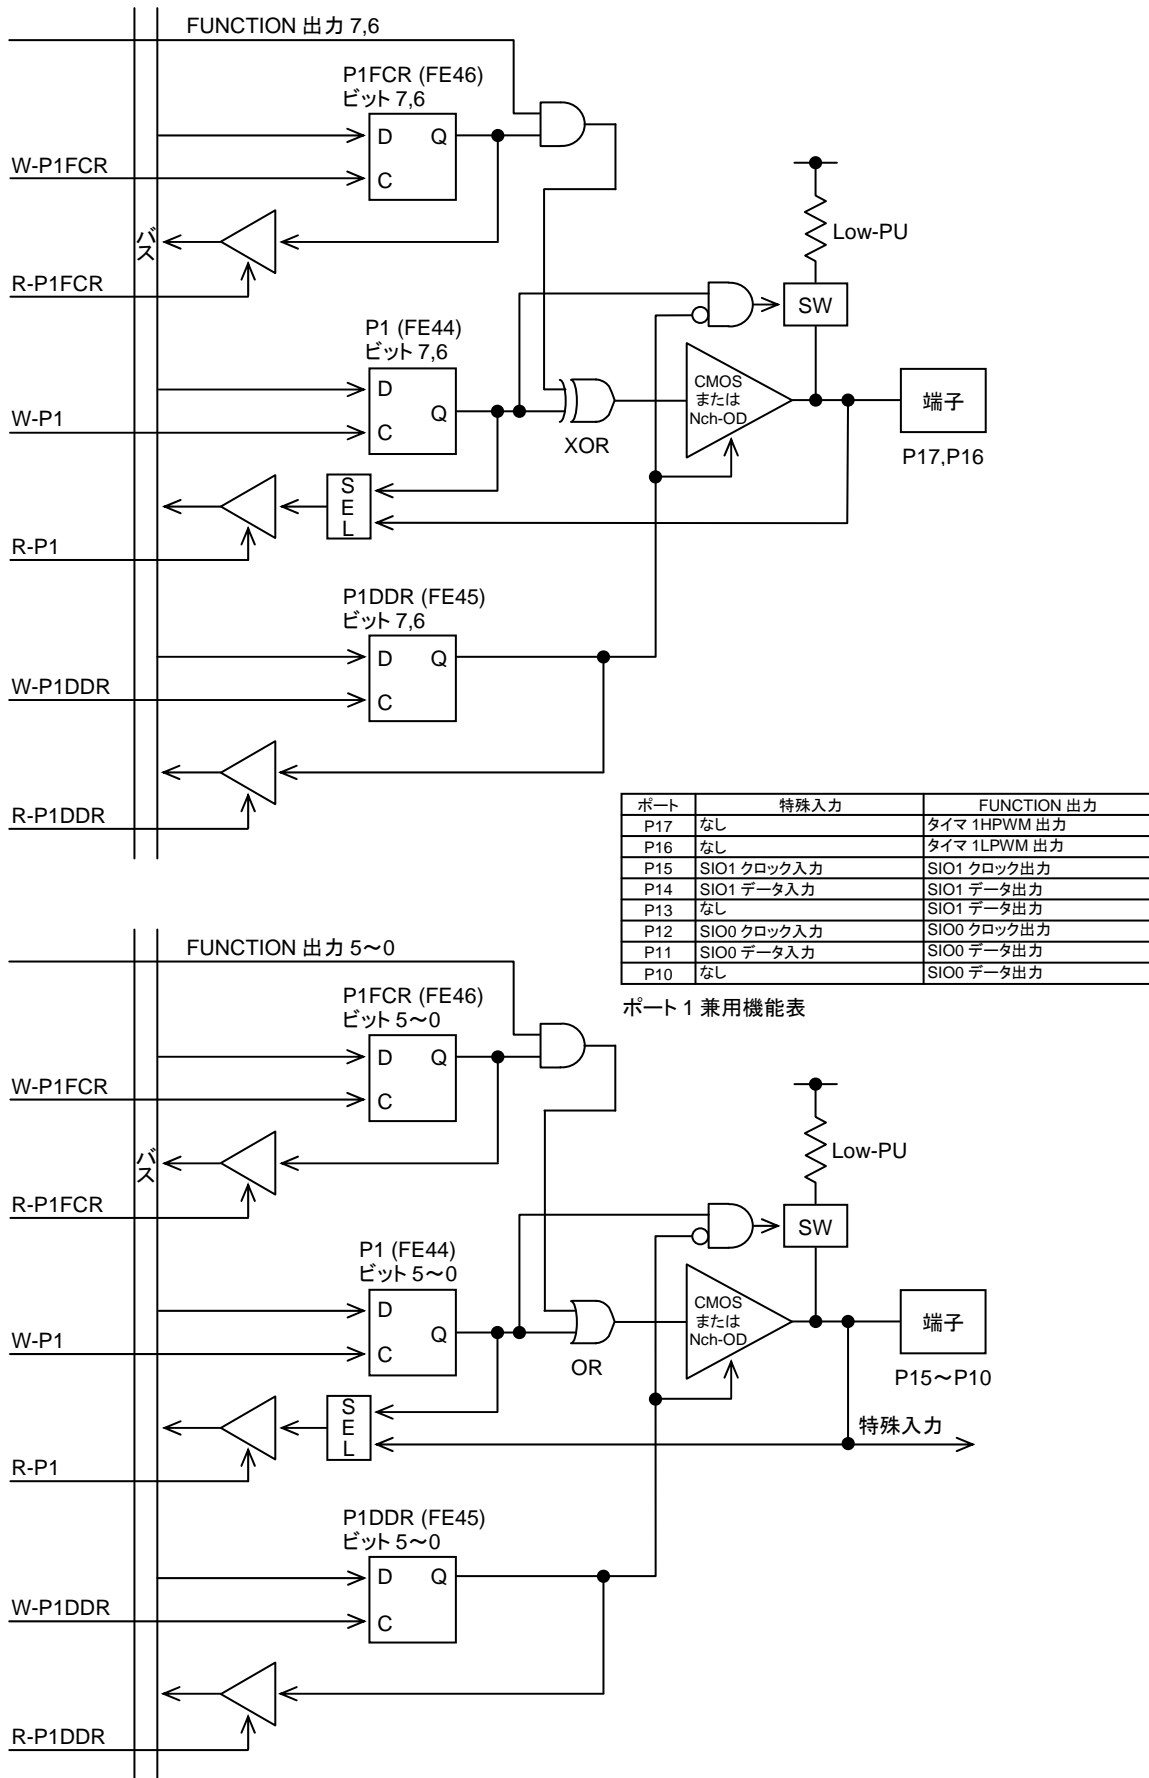 FUNCTION 出力 7,6
P1FCR (FE46)
ビット 7,6
D Q
W-P1FCR
C
バス
R-P1FCR
Low-PU
SW
P1 (FE44)
ビット 7,6
D
Q
W-P1
C
XOR
CMOS
または
Nch-OD
端子
P17,P16
SEL
R-P1
P1DDR (FE45)
ビット 7,6
D Q
W-P1DDR
C
R-P1DDR
ポート 特殊入力 FUNCTION 出力
P17 なし タイマ 1HPWM 出力
P16 なし タイマ 1LPWM 出力
P15 SIO1 クロック入力 SIO1 クロック出力
P14 SIO1 データ入力 SIO1 データ出力
P13 なし SIO1 データ出力
P12 SIO0 クロック入力 SIO0 クロック出力
P11 SIO0 データ入力 SIO0 データ出力
P10 なし SIO0 データ出力
ポート 1 兼用機能表
FUNCTION 出力 5～0
P1FCR (FE46)
ビット 5～0
D Q
W-P1FCR
C
バス
R-P1FCR
Low-PU
SW
P1 (FE44)
ビット 5～0
D
Q
W-P1
C
OR
CMOS
または
Nch-OD
端子
P15～P10
特殊入力
SEL
R-P1
P1DDR (FE45)
ビット 5～0
D Q
W-P1DDR
C
R-P1DDR